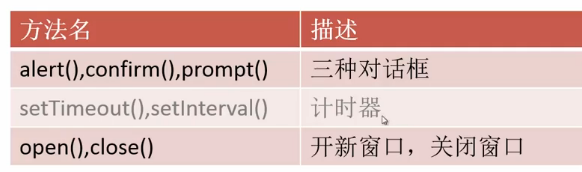 方法名 描述
alert(),confirm(),prompt() 三种对话框
setTimeout(),setInterval() 计时器
open(),close() 开新窗口，关闭窗口